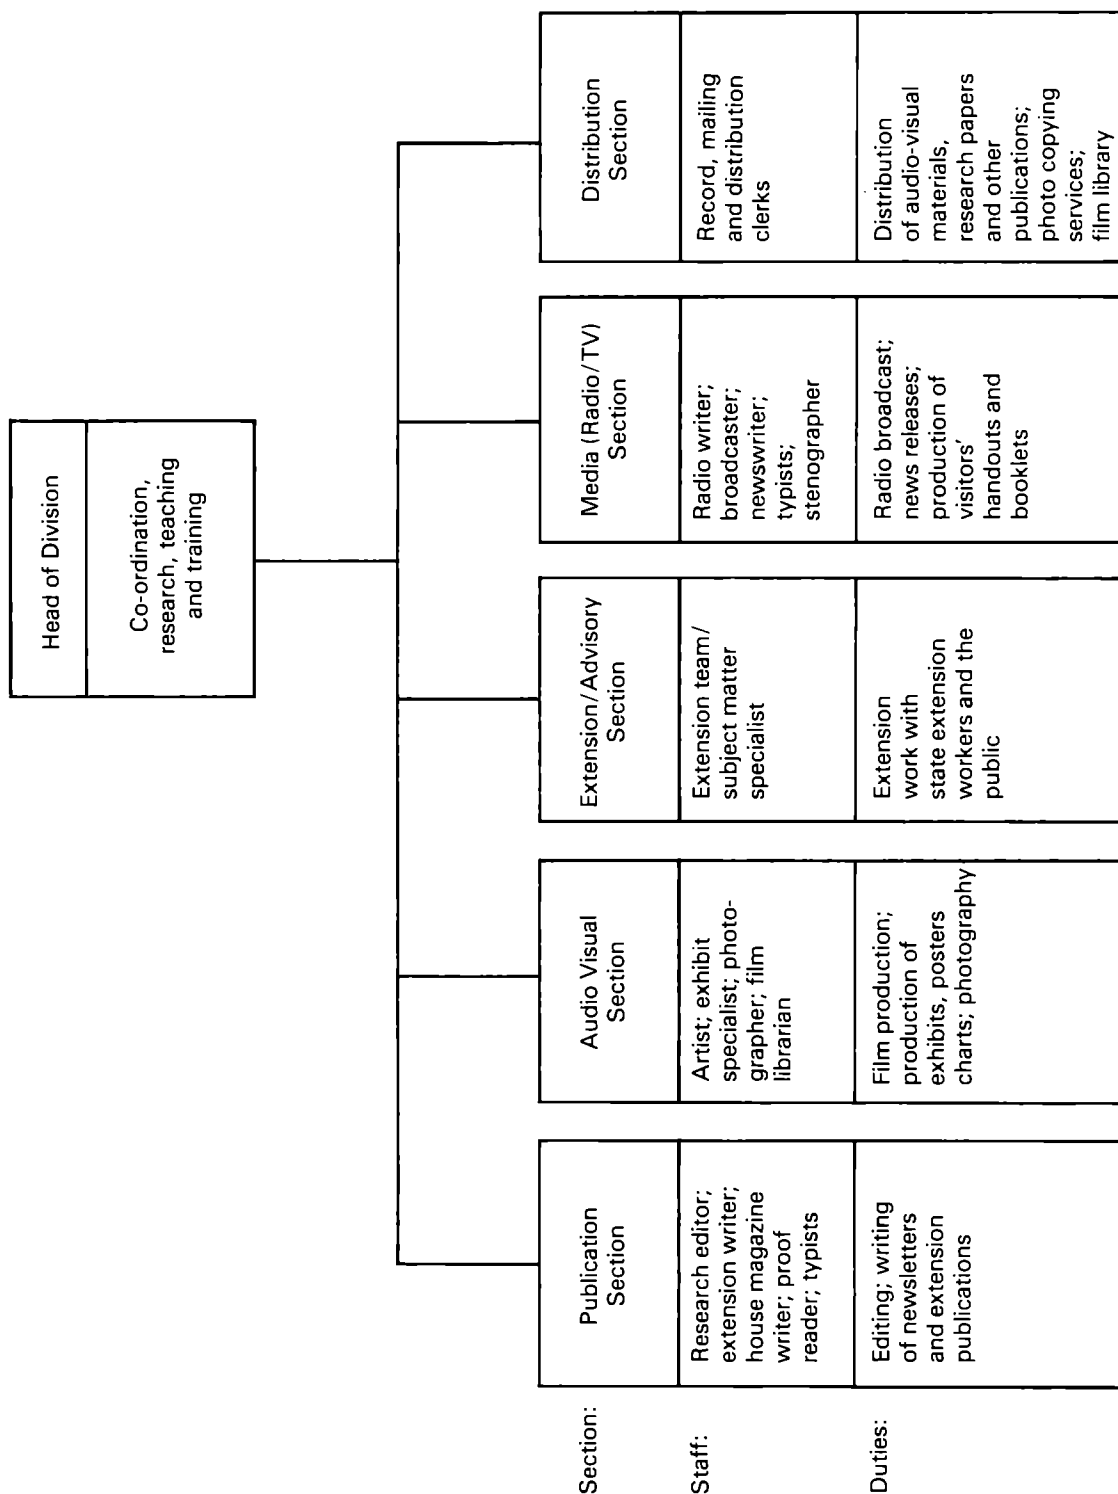 Head of Division
Co-ordination,
research, teaching
and training
Section:
Publication
Section
Audio Visual
Section
Extension/Advisory
Section
Media (Radio/TV)
Section
Distribution
Section
Staff:
Research editor;
extension writer;
house magazine
writer; proof
reader; typists
Artist; exhibit
specialist; photo-
grapher; film
librarian
Extension team/
subject matter
specialist
Radio writer;
broadcaster;
newswriter;
typists;
stenographer
Record, mailing
and distribution
clerks
Duties:
Editing; writing
of newsletters
and extension
publications
Film production;
production of
exhibits, posters
charts; photography
Extension
work with
state extension
workers and the
public
Radio broadcast;
news releases;
production of
visitors'
handouts and
booklets
Distribution
of audio-visual
materials,
research papers
and other
publications;
photo copying
services;
film library